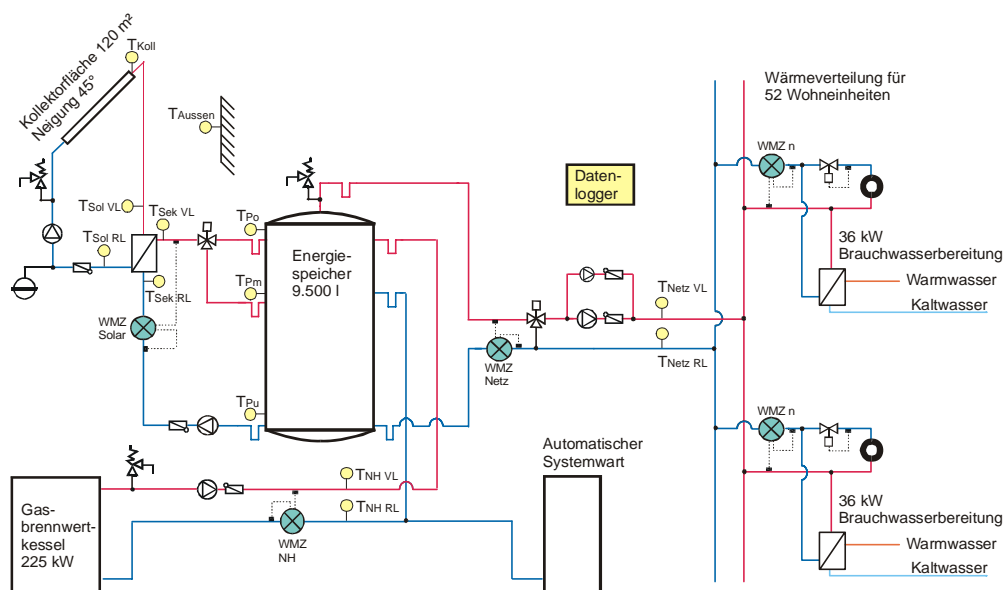 Kollektorfläche 120 m²
Neigung 45°
TKoll
TAussen
TSol VL
TSek VL
TSol RL
TSek RL
WMZ
Solar
TPo
TPm
TPu
Energie-
speicher
9.500 l
Daten-
logger
Wärmeverteilung für
52 Wohneinheiten
WMZ n
36 kW
Brauchwasserbereitung
Warmwasser
Kaltwasser
TNetz VL
TNetz RL
WMZ
Netz
WMZ n
36 kW
Brauchwasserbereitung
Warmwasser
Kaltwasser
Automatischer
Systemwart
TNH VL
TNH RL
WMZ
NH
Gas-
brennwert-
kessel
225 kW